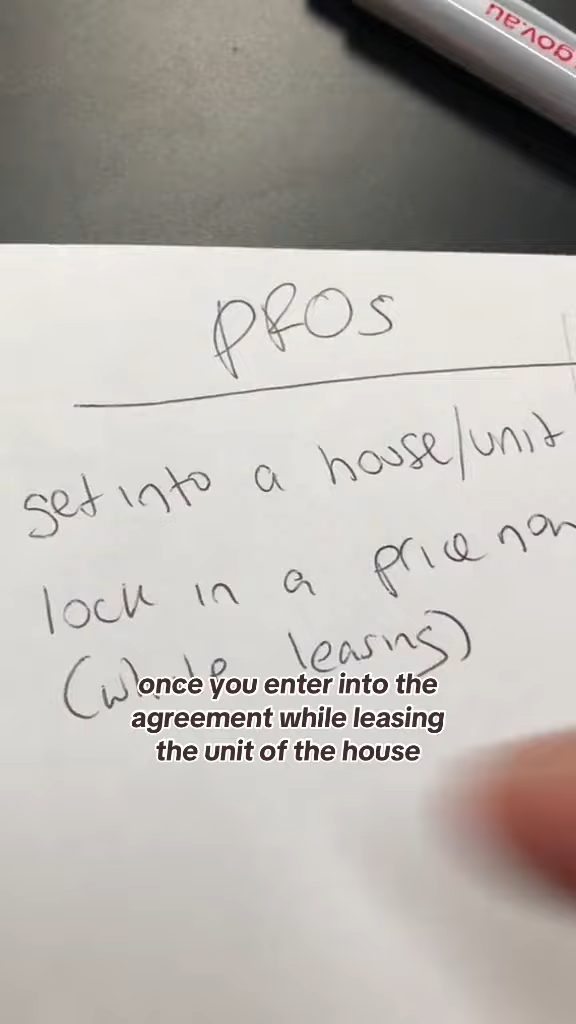 gov.au
PROS
get into a house/unit
lock in a price now
(while leasing)
once you enter into the
agreement while leasing
the unit of the house